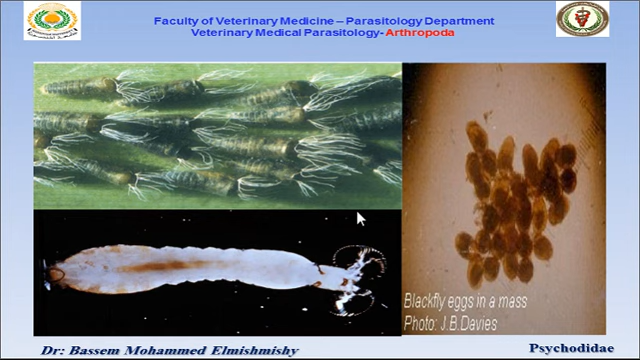 Faculty of Veterinary Medicine – Parasitology Department
Veterinary Medical Parasitology- Arthropoda
Blackfly eggs in a mass
Photo: J.B.Davies
Dr: Bassem Mohammed Elmishmishy
Psychodidae